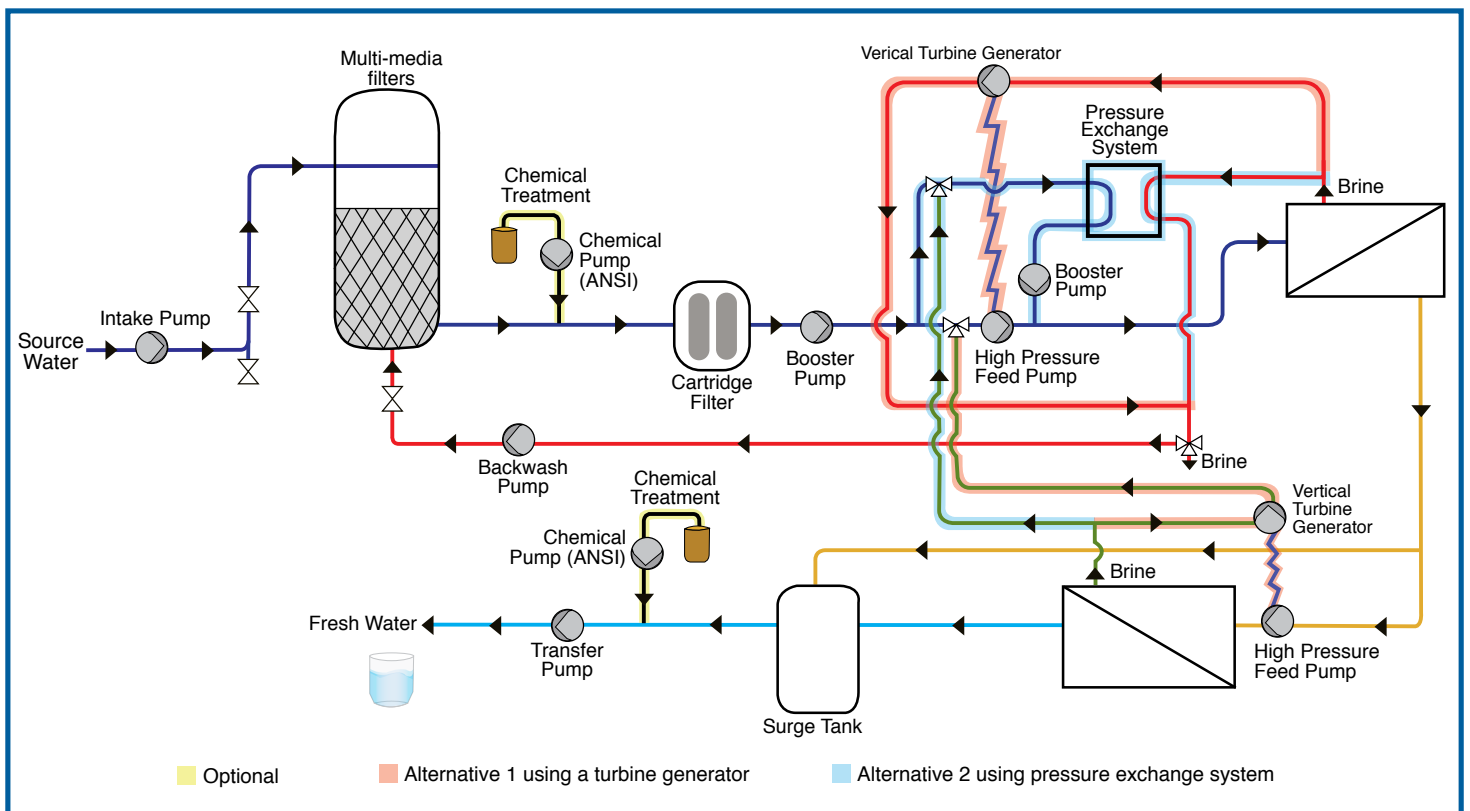 Multi-media
filters
Verical Turbine Generator
Pressure
Exchange
System
Chemical
Treatment
Chemical
Pump
(ANSI)
Brine
Booster
Pump
Intake Pump
Source
Water
Cartridge
Filter
Booster
Pump
High Pressure
Feed Pump
Backwash
Pump
Brine
Chemical
Treatment
Chemical
Pump (ANSI)
Vertical
Turbine
Generator
Brine
Fresh Water
Transfer
Pump
High Pressure
Feed Pump
Surge Tank
Optional
Alternative 1 using a turbine generator
Alternative 2 using pressure exchange system